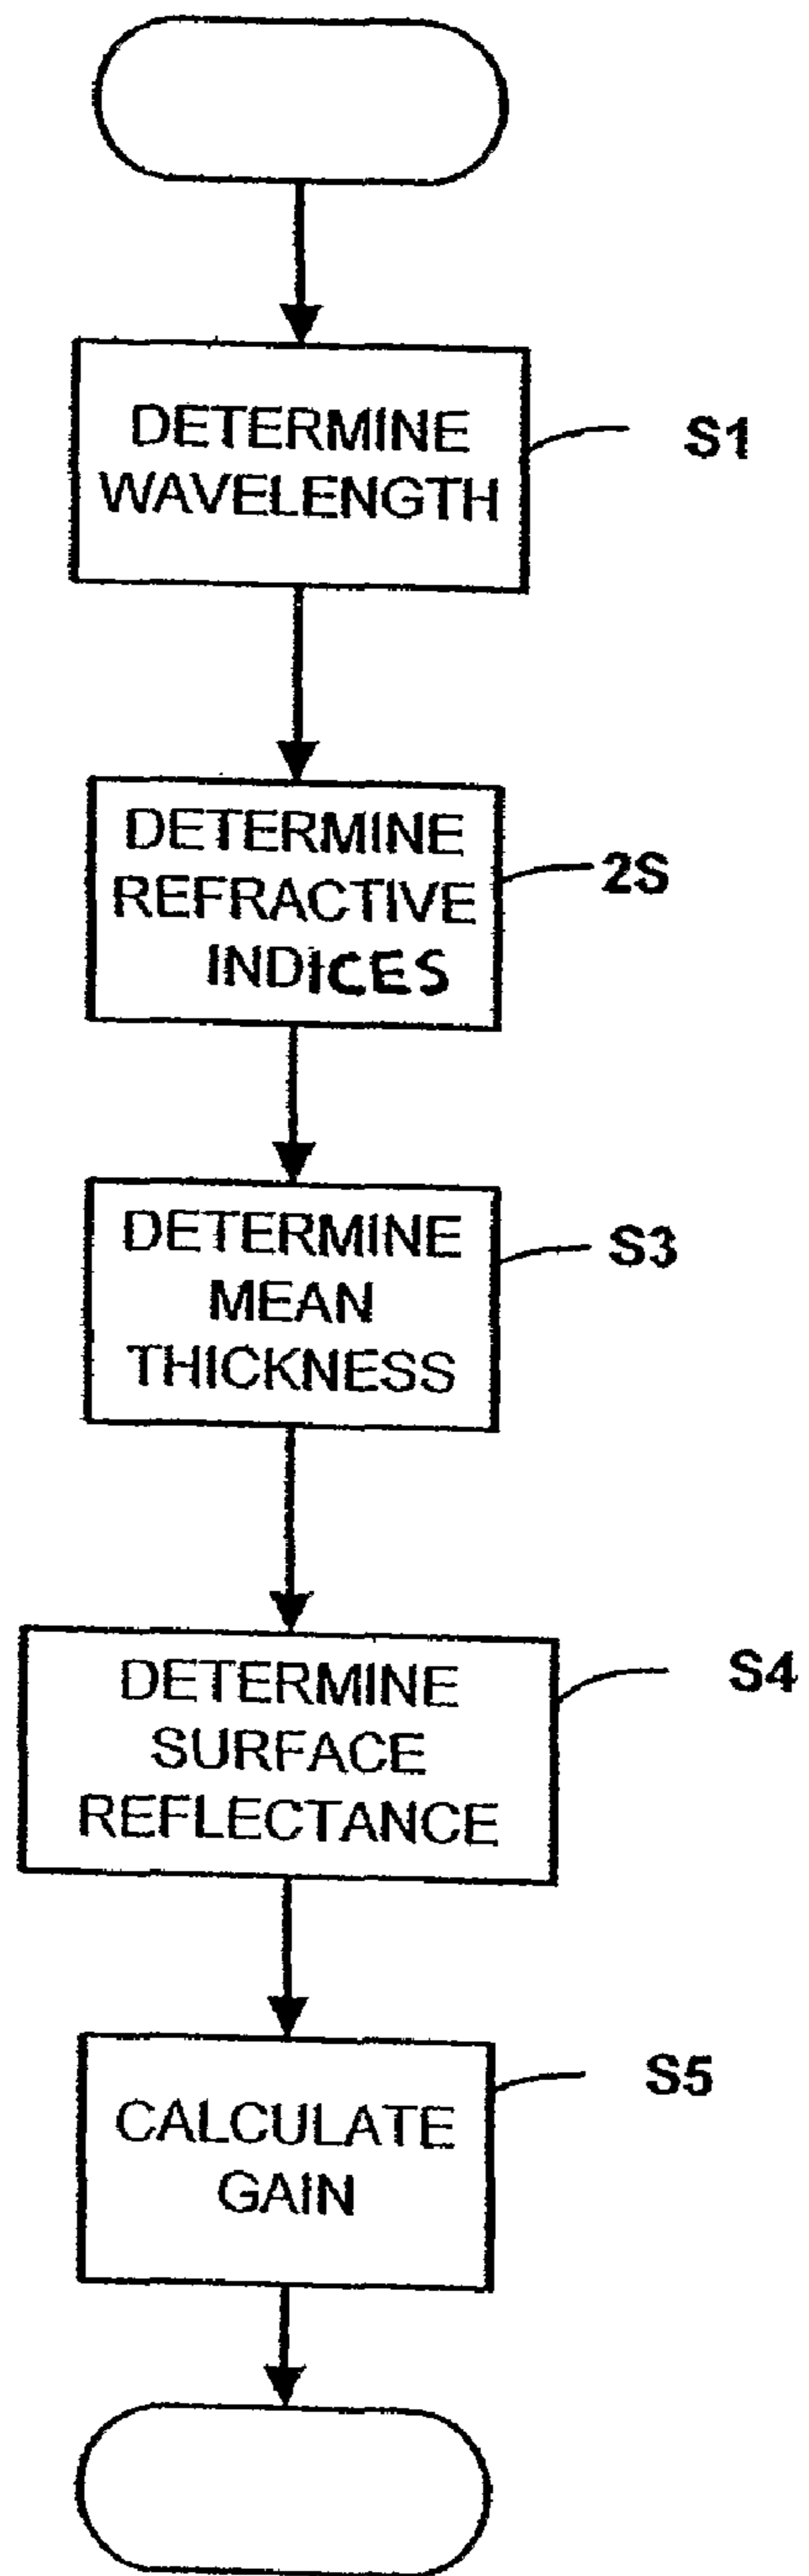 DETERMINE
WAVELENGTH
S1
DETERMINE
REFRACTIVE
INDICES
2S
DETERMINE
MEAN
THICKNESS
S3
DETERMINE
SURFACE
REFLECTANCE
S4
CALCULATE
GAIN
S5